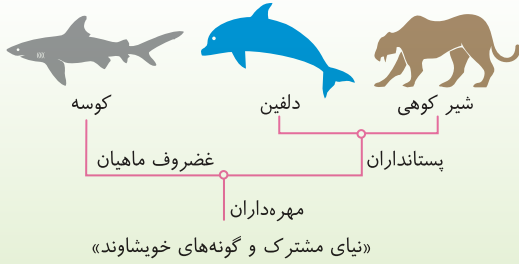 شیر کوهی
دلفین
کوسه
پستانداران
غضروف ماهیان
مهره‌داران
«نیای مشترک و گونه‌های خویشاوند»